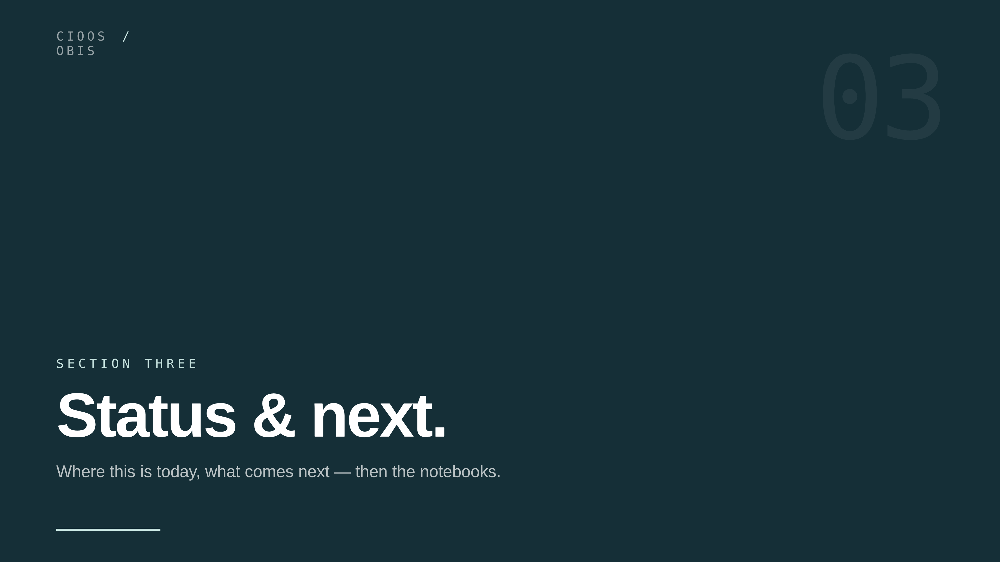 CIOOS /
OBIS
03
SECTION THREE
Status & next.
Where this is today, what comes next — then the notebooks.